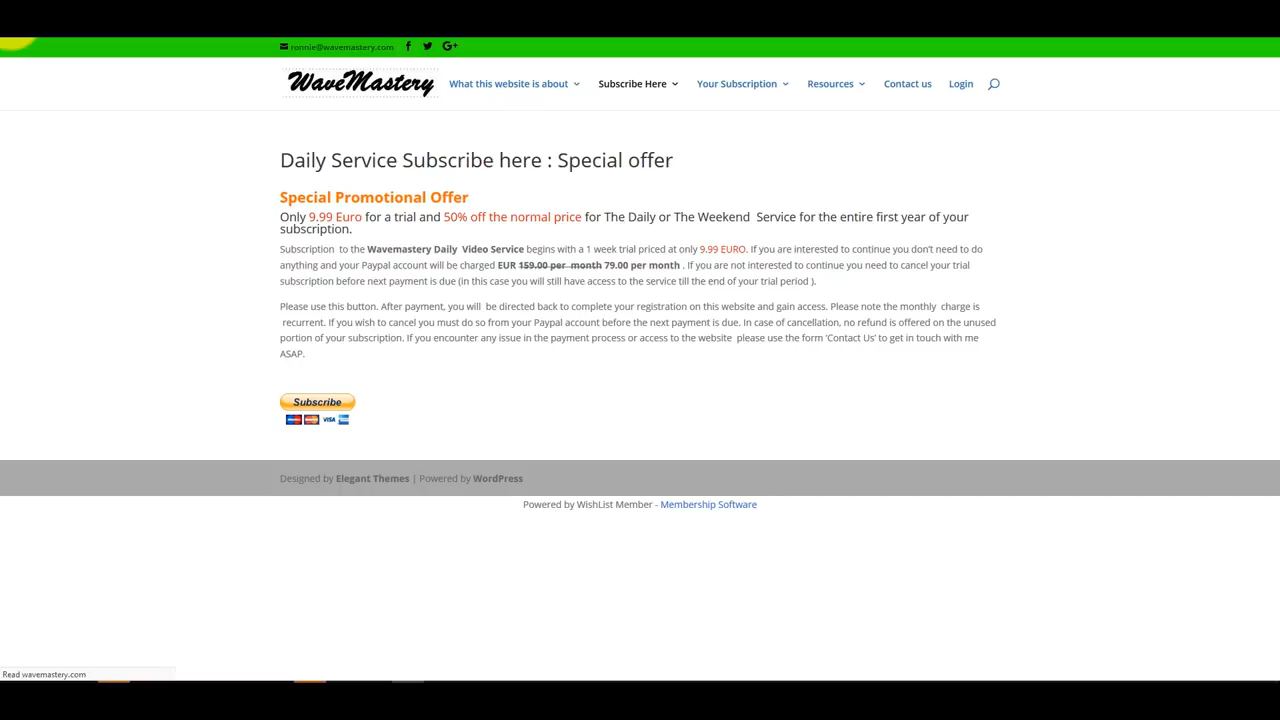 ronnie@wavemastery.com
WaveMastery What this website is about Subscribe Here Your Subscription Resources Contact us Login
Daily Service Subscribe here : Special offer
Special Promotional Offer
Only 9.99 Euro for a trial and 50% off the normal price for The Daily or The Weekend Service for the entire first year of your
subscription.
Subscription to the Wavemastery Daily Video Service begins with a 1 week trial priced at only 9.99 EURO. If you are interested to continue you don't need to do
anything and your Paypal account will be charged EUR 159.00 per month 79.00 per month . If you are not interested to continue you need to cancel your trial
subscription before next payment is due (in this case you will still have access to the service till the end of your trial period ).
Please use this button. After payment, you will be directed back to complete your registration on this website and gain access. Please note the monthly charge is
recurrent. If you wish to cancel you must do so from your Paypal account before the next payment is due. In case of cancellation, no refund is offered on the unused
portion of your subscription. If you encounter any issue in the payment process or access to the website please use the form 'Contact Us' to get in touch with me
ASAP.
Subscribe
VISA
Designed by Elegant Themes | Powered by WordPress
Powered by WishList Member - Membership Software
Read wavemastery.com